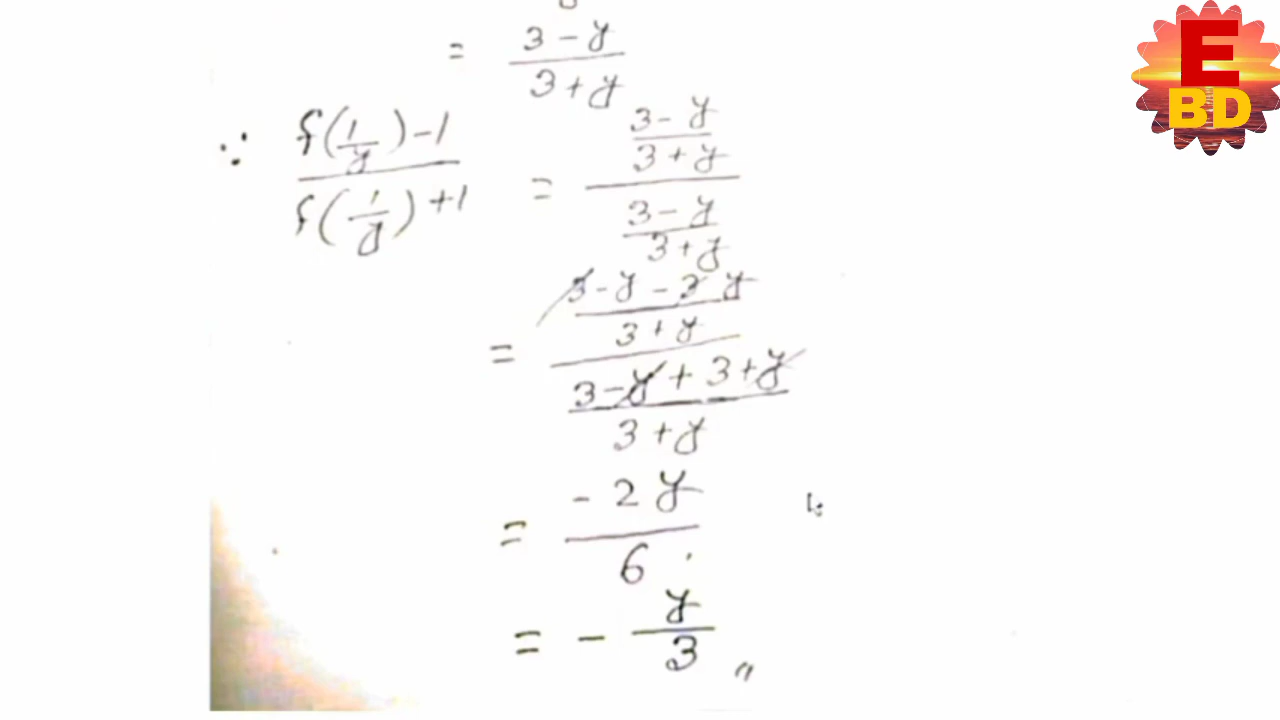 = (3 - y)/(3 + y)
∵ (f(1/y) - 1)/(f(1/y) + 1) = ((3 - y)/(3 + y))/((3 - y)/(3 + y))
= ((3 - y - 3 y)/(3 + y))/((3 - y + 3 + y)/(3 + y))
= (- 2y)/6
= - y/3 "
E
BD